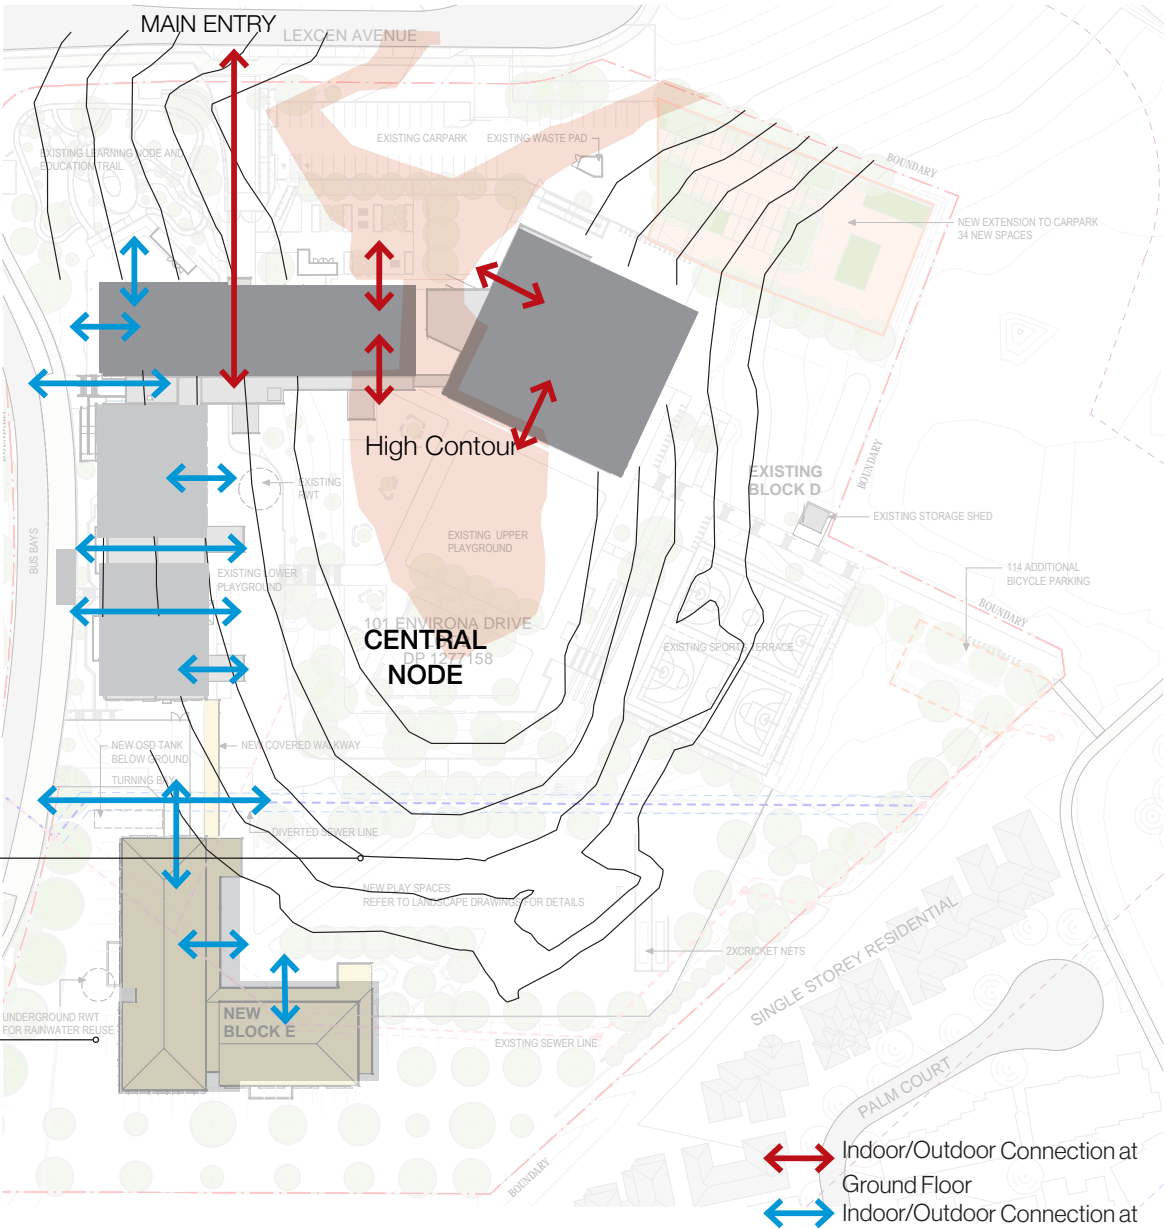 MAIN ENTRY
LEXCEN AVENUE
EXISTING CARPARK
EXISTING WASTE PAD
EXISTING LEARNING NODE AND
EDUCATION TRAIL
BOUNDARY
NEW EXTENSION TO CARPARK
34 NEW SPACES
High Contour
BOUNDARY
EXISTING
BLOCK D
EXISTING
RWT
EXISTING STORAGE SHED
BUS BAYS
EXISTING UPPER
PLAYGROUND
EXISTING LOWER
PLAYGROUND
114 ADDITIONAL
BICYCLE PARKING
BOUNDARY
101 ENVIRONA DRIVE
CENTRAL
DP 1277158
NODE
EXISTING SPORTS TERRACE
NEW OSD TANK
BELOW GROUND
NEW COVERED WALKWAY
TURNING BAY
DIVERTED SEWER LINE
NEW PLAY SPACES
REFER TO LANDSCAPE DRAWINGS FOR DETAILS
2XCRICKET NETS
SINGLE STOREY RESIDENTIAL
UNDERGROUND RWT
FOR RAINWATER REUSE
NEW
BLOCK E
EXISTING SEWER LINE
PALM COURT
BOUNDARY
Indoor/Outdoor Connection at
Ground Floor
Indoor/Outdoor Connection at